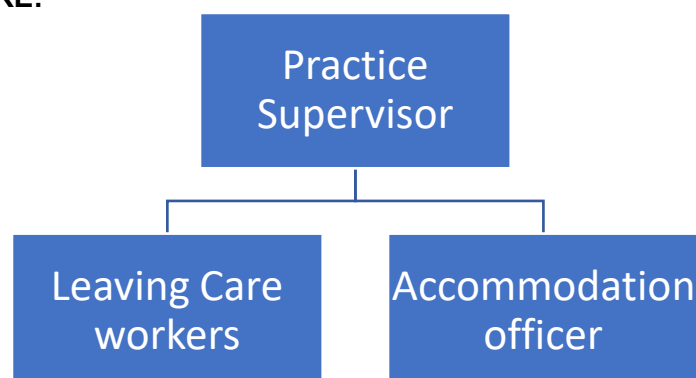 Practice
Supervisor
Leaving Care
workers
Accommodation
officer